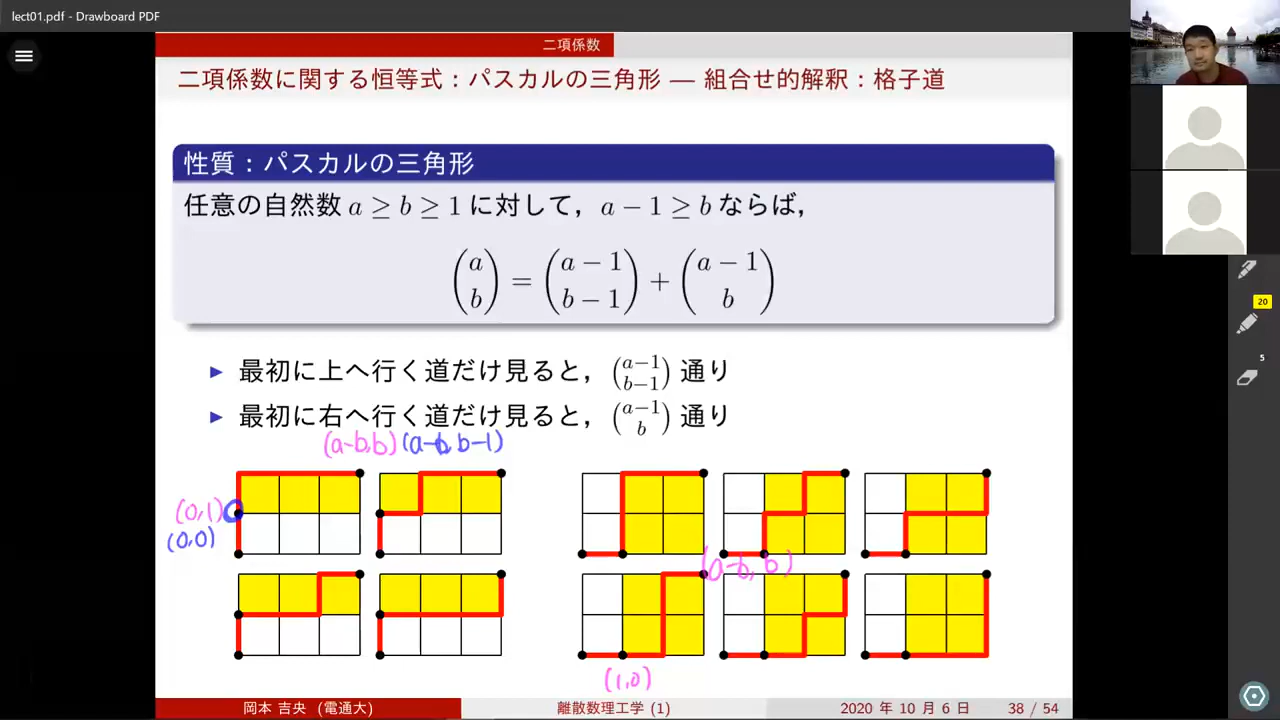 lect01.pdf - Drawboard PDF
二項係数
二項係数に関する恒等式：パスカルの三角形 — 組合せ的解釈：格子道
性質：パスカルの三角形
任意の自然数 a ≥ b ≥ 1 に対して，a − 1 ≥ b ならば，
(a b) = (a − 1 b − 1) + (a − 1 b)
▶ 最初に上へ行く道だけ見ると，(a−1 b−1) 通り
▶ 最初に右へ行く道だけ見ると，(a−1 b) 通り
(a-b,b) (a-b,b-1)
(0,1)
(0,0)
(a-b,b)
(1,0)
岡本 吉央 (電通大)
離散数理工学 (1)
2020 年 10 月 6 日
38 / 54
20
5